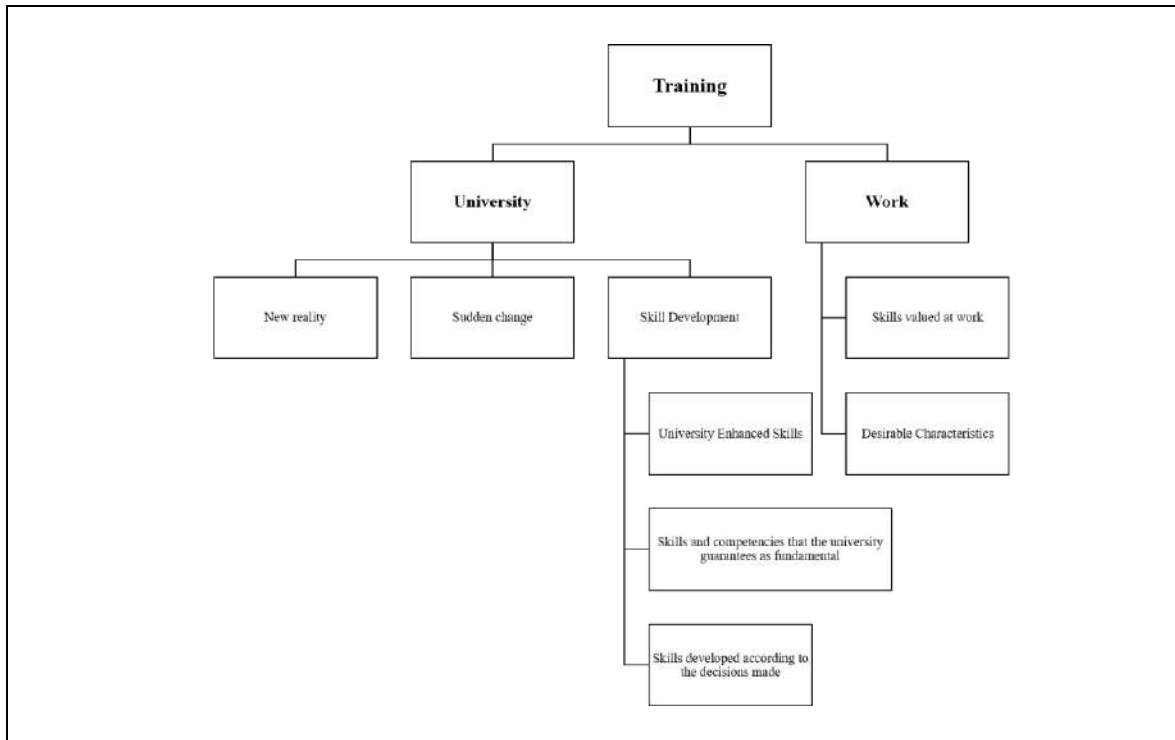 Training
University
Work
New reality
Sudden change
Skill Development
Skills valued at work
University Enhanced Skills
Desirable Characteristics
Skills and competencies that the university
guarantees as fundamental
Skills developed according to
the decisions made